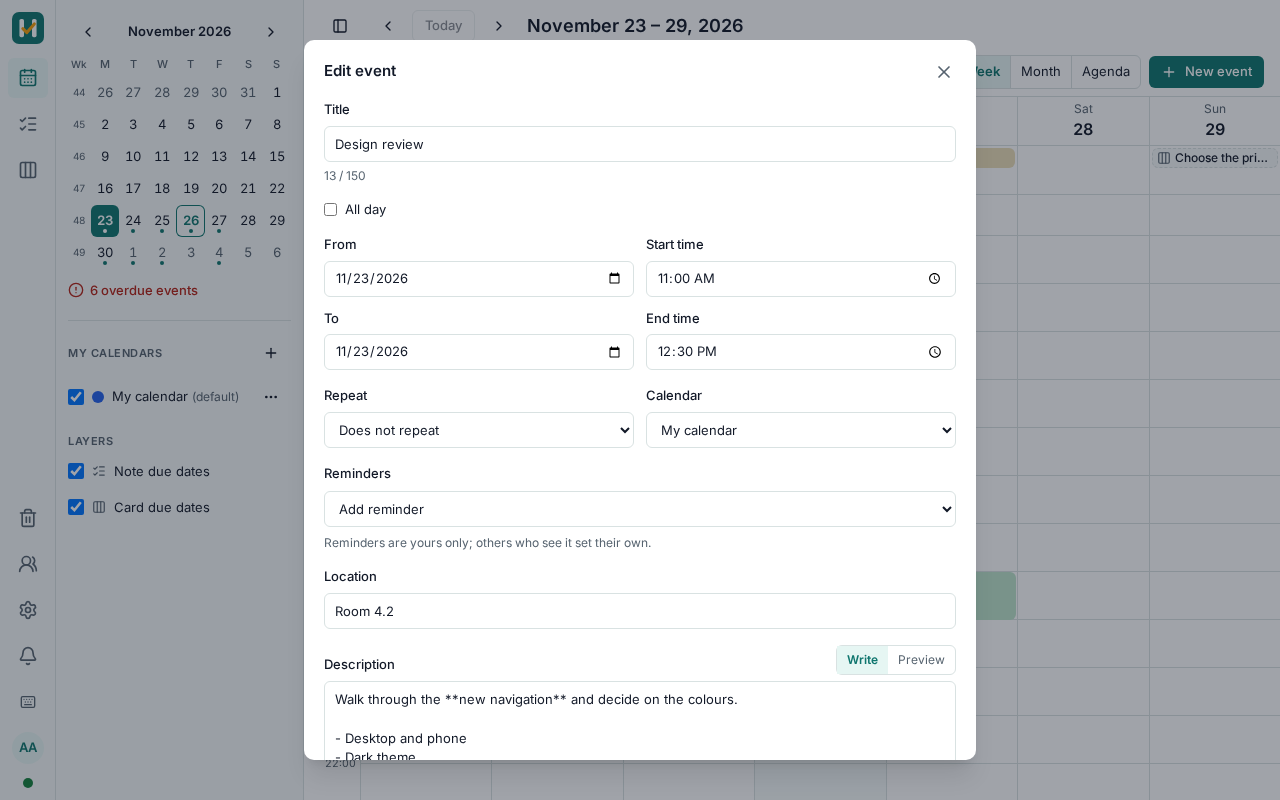 November 2026
Wk M T W T F S S
44 26 27 28 29 30 31 1
45 2 3 4 5 6 7 8
46 9 10 11 12 13 14 15
47 16 17 18 19 20 21 22
48 23 24 25 26 27 28 29
49 30 1 2 3 4 5 6
6 overdue events
MY CALENDARS
My calendar (default)
LAYERS
Note due dates
Card due dates
AA
Today
November 23 – 29, 2026
Month
Agenda
New event
Sat
28
Sun
29
Choose the pri...
Edit event
Title
Design review
13 / 150
All day
From
Start time
11/23/2026
11:00 AM
To
End time
11/23/2026
12:30 PM
Repeat
Calendar
Does not repeat
My calendar
Reminders
Add reminder
Reminders are yours only; others who see it set their own.
Location
Room 4.2
Description
Write
Preview
Walk through the **new navigation** and decide on the colours.
- Desktop and phone
- Dark theme
22:00